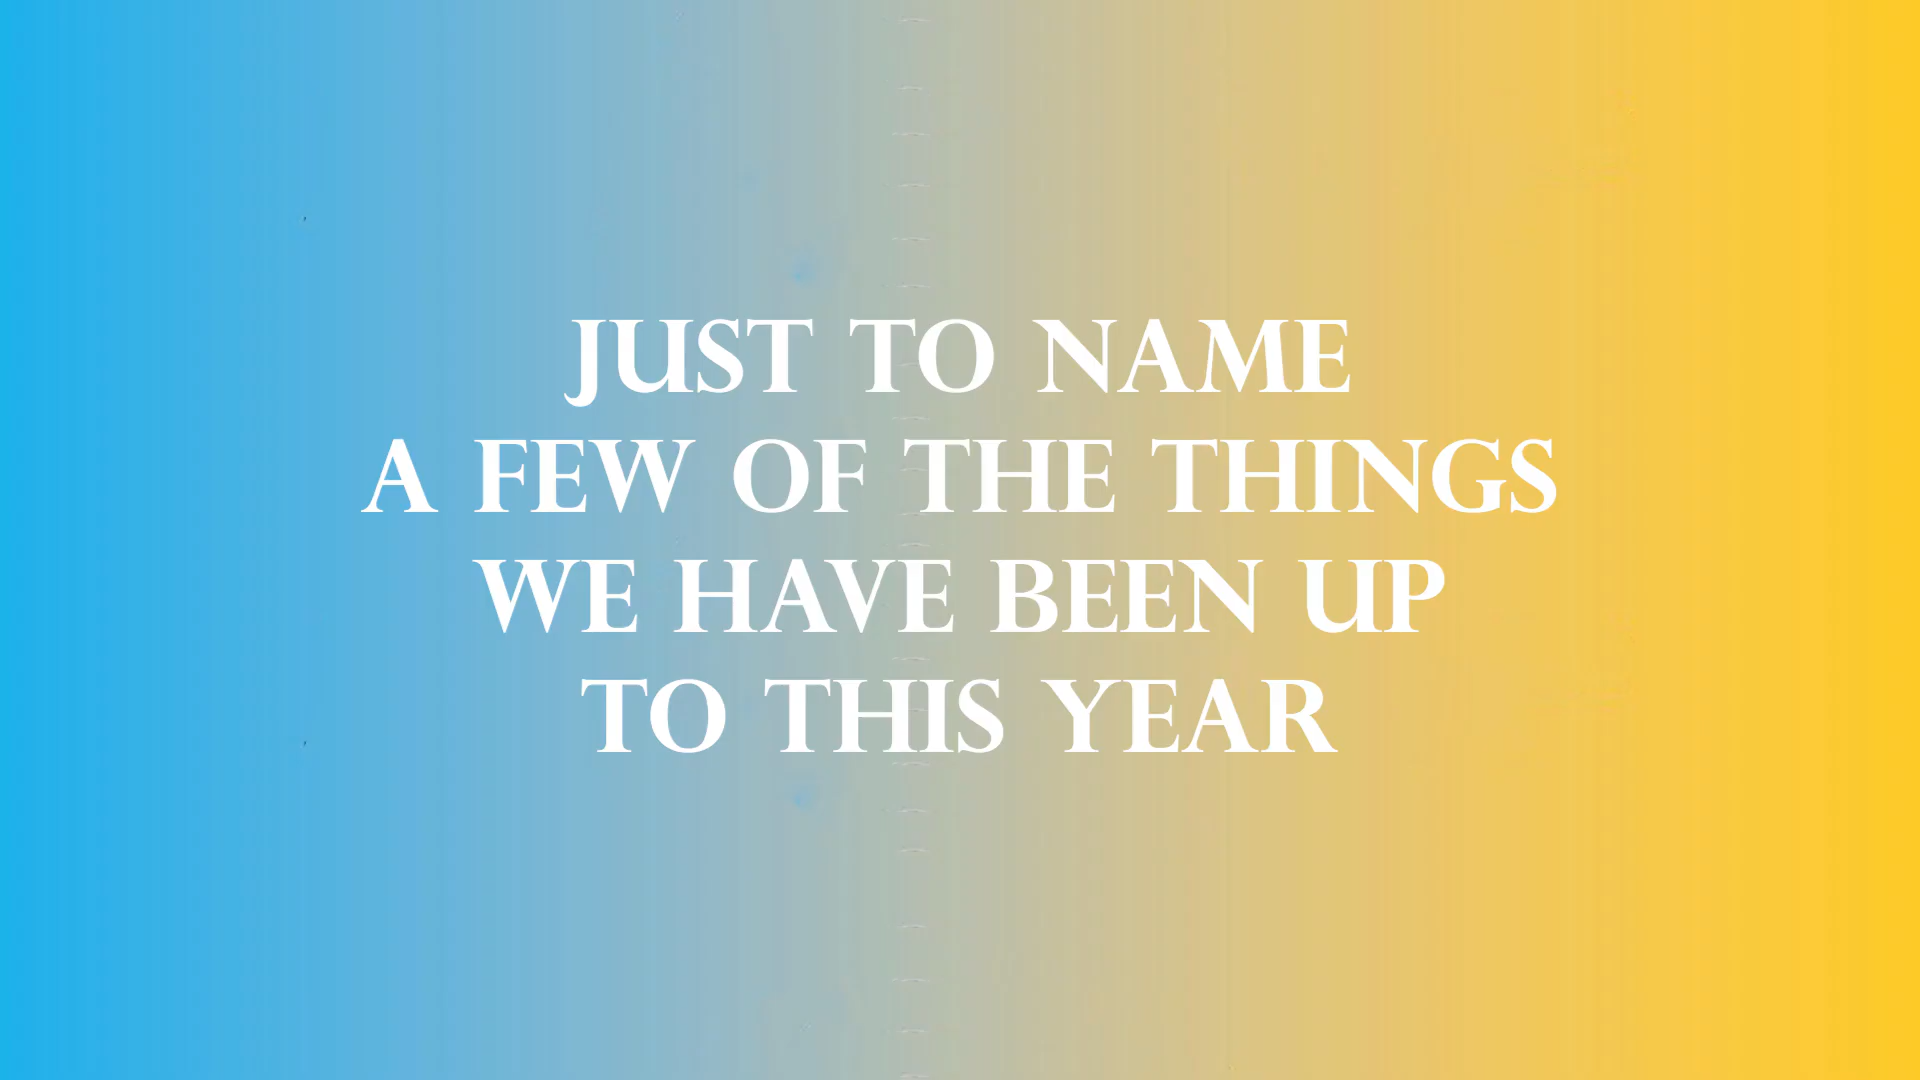 JUST TO NAME
A FEW OF THE THINGS
WE HAVE BEEN UP
TO THIS YEAR